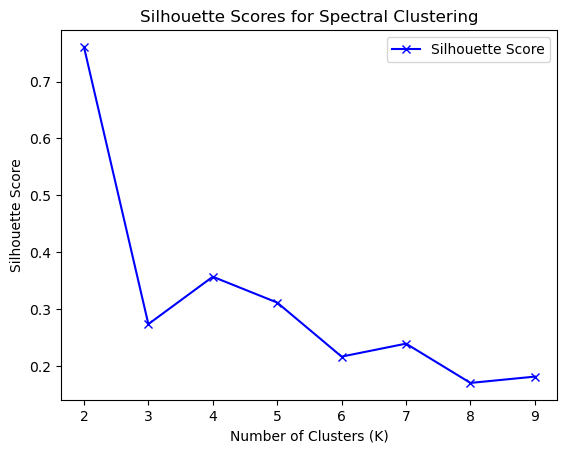 Silhouette Scores for Spectral Clustering
Silhouette Score
0.7
0.6
0.5
0.4
0.3
0.2
Silhouette Score
2 3 4 5 6 7 8 9
Number of Clusters (K)